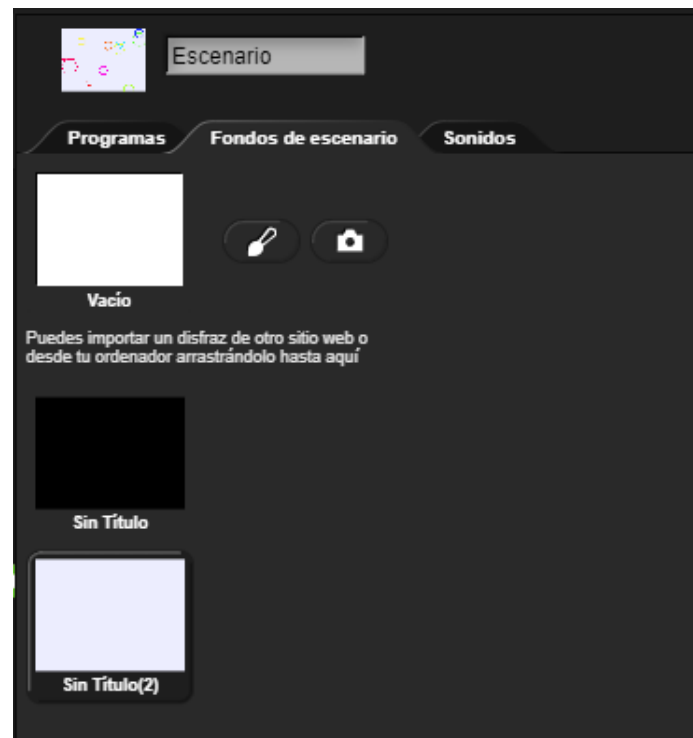 Escenario
Programas Fondos de escenario Sonidos
Vacío
Puedes importar un disfraz de otro sitio web o
desde tu ordenador arrastrándolo hasta aquí
Sin Título
Sin Título(2)